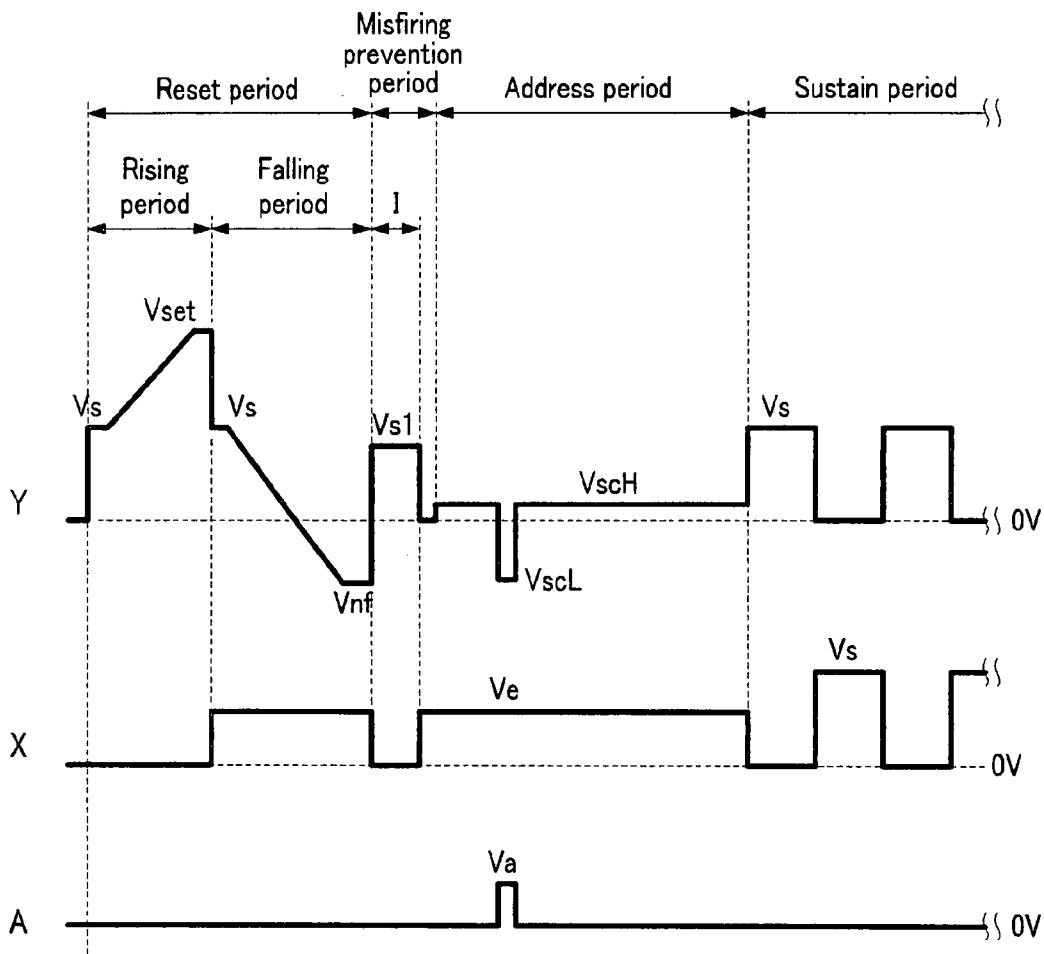 Misfiring
prevention
period
Reset period
Address period
Sustain period
Rising
period
Falling
period
I
Vset
Vs
Vs
Vs1
Vs
VscH
Y
0V
VscL
Vnf
Vs
Ve
X
0V
Va
A
0V